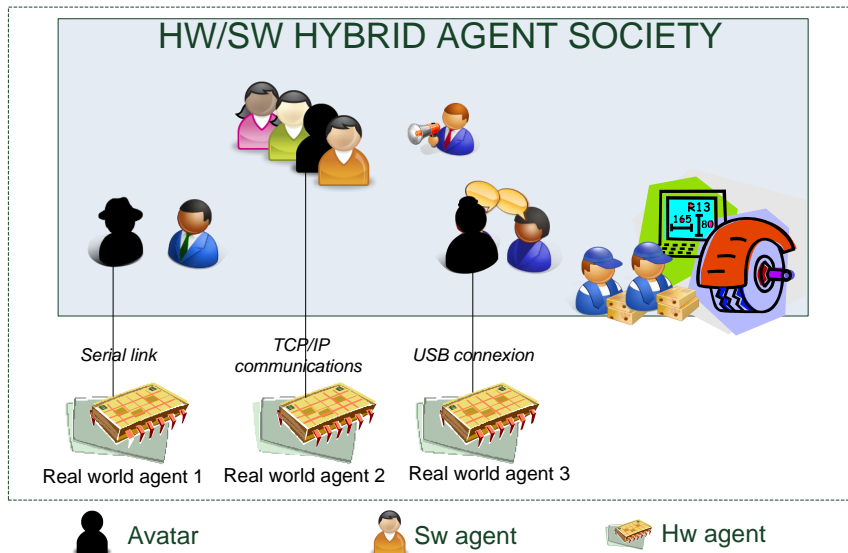 HW/SW HYBRID AGENT SOCIETY
R13
165
80
Serial link
TCP/IP
communications
USB connexion
Real world agent 1
Real world agent 2
Real world agent 3
Avatar
Sw agent
Hw agent